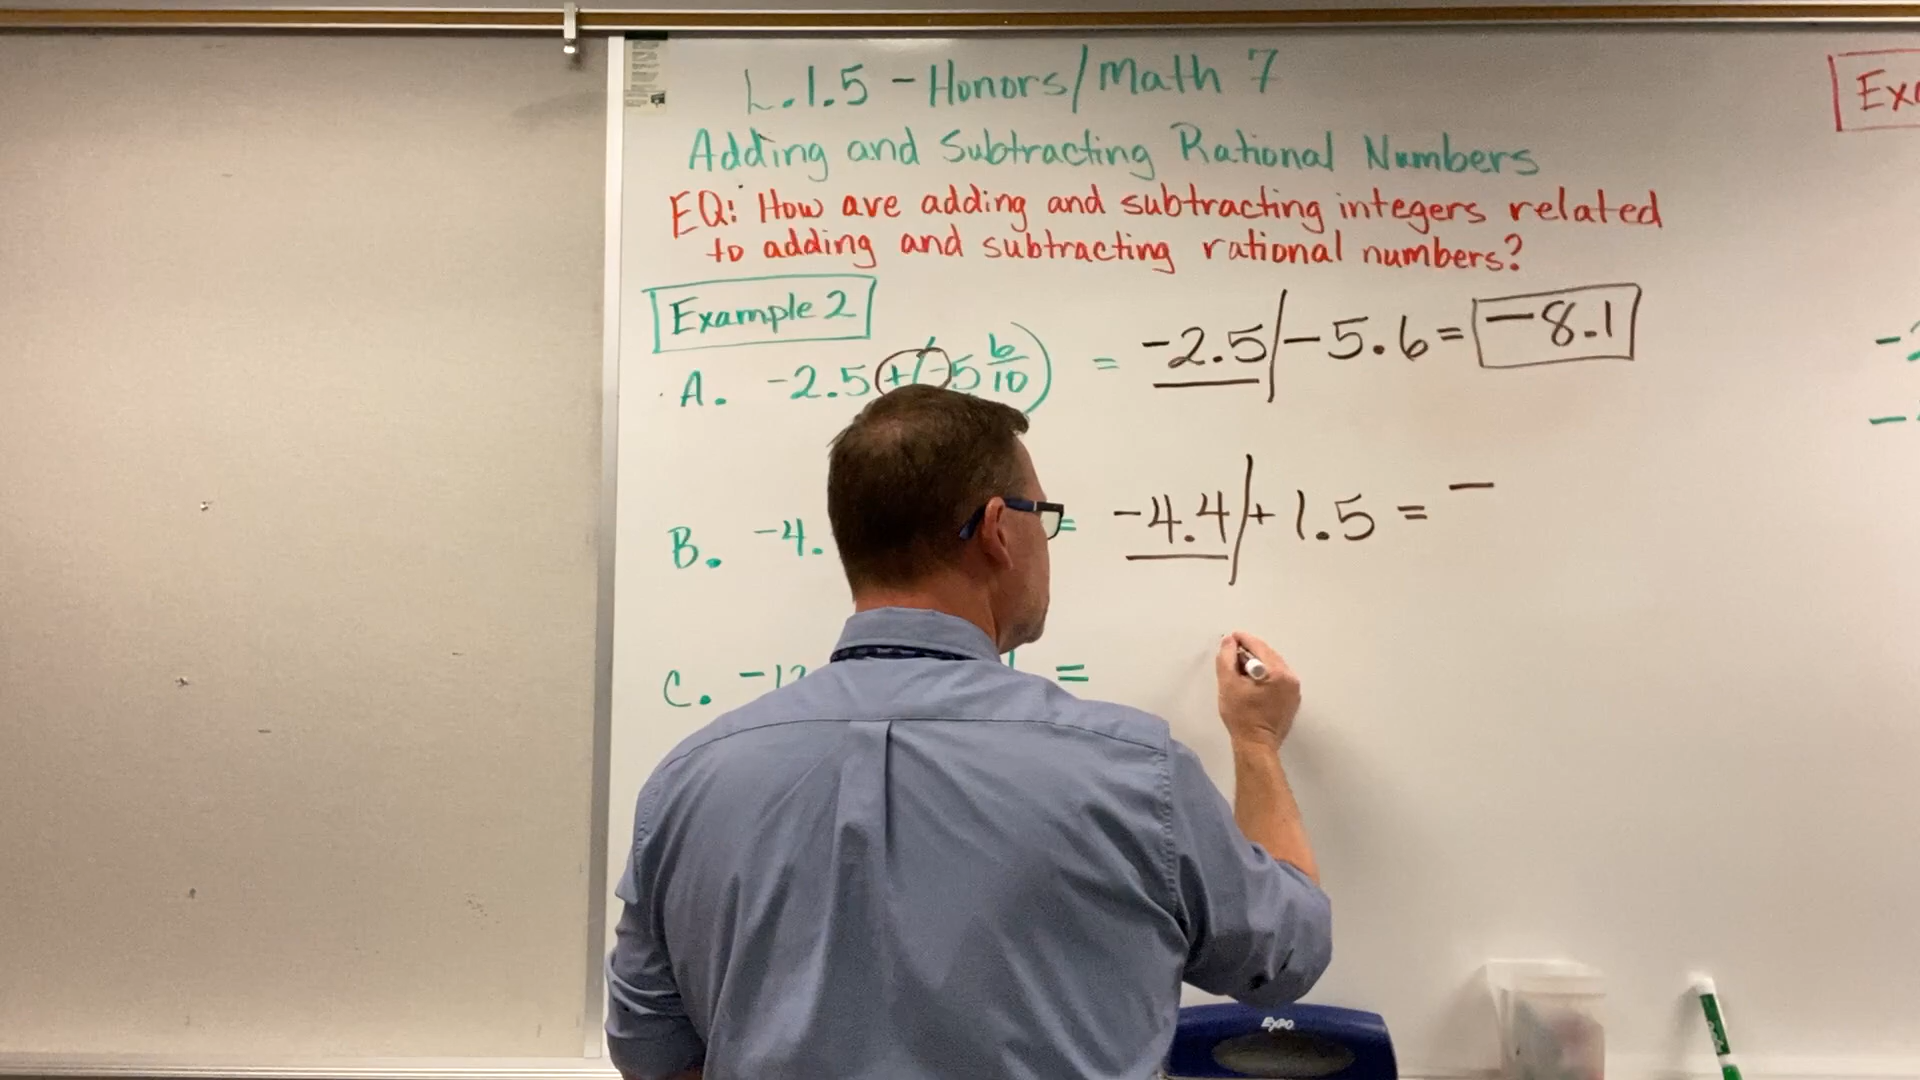 L.1.5 - Honors/Math 7
Adding and Subtracting Rational Numbers
EQ: How are adding and subtracting integers related
to adding and subtracting rational numbers?
Example 2
A. -2.5 + (-5 6/10) = -2.5 - 5.6 = -8.1
B. -4. = -4.4 + 1.5 = -
C. -12 =
EXPO